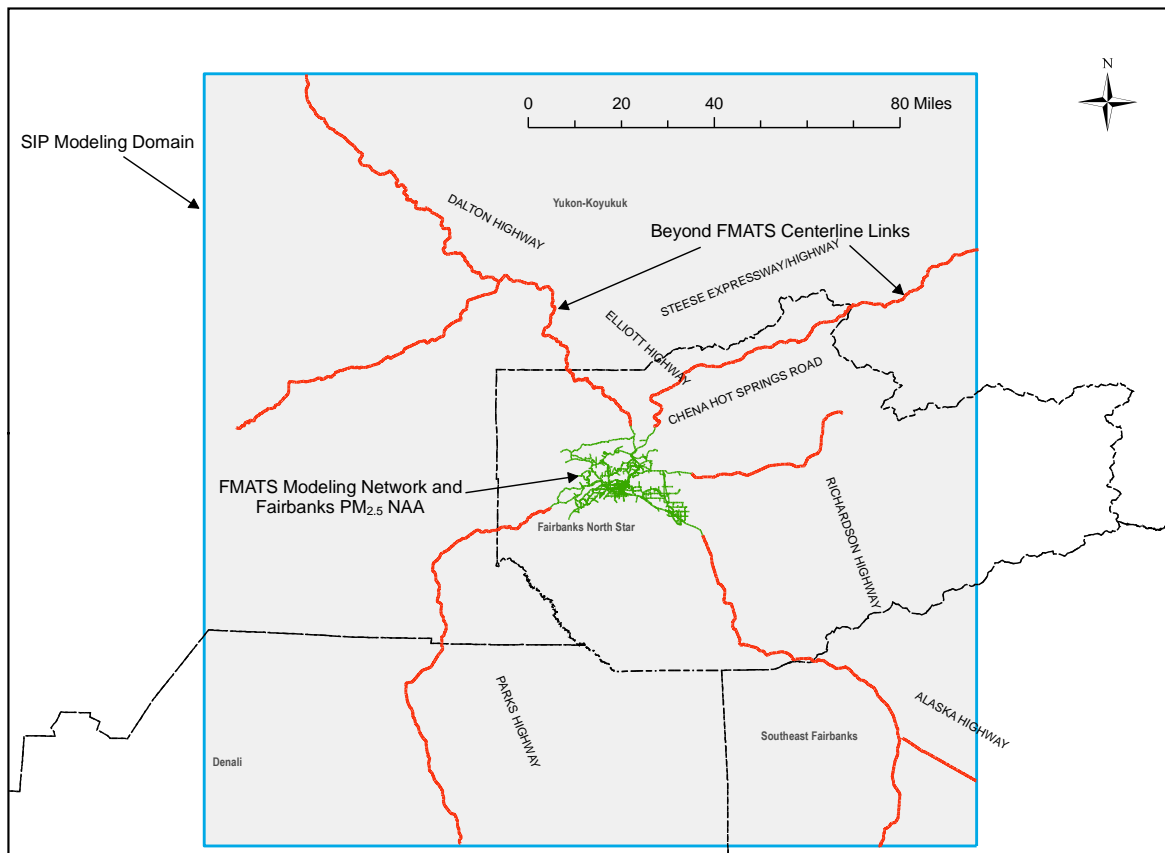 N
0 20 40 80 Miles
SIP Modeling Domain
DALTON HIGHWAY
Yukon-Koyukuk
Beyond FMATS Centerline Links
STEESE EXPRESSWAY/HIGHWAY
ELLIOTT HIGHWAY
CHENA HOT SPRINGS ROAD
FMATS Modeling Network and
Fairbanks PM2.5 NAA
Fairbanks North Star
RICHARDSON HIGHWAY
PARKS HIGHWAY
ALASKA HIGHWAY
Southeast Fairbanks
Denali